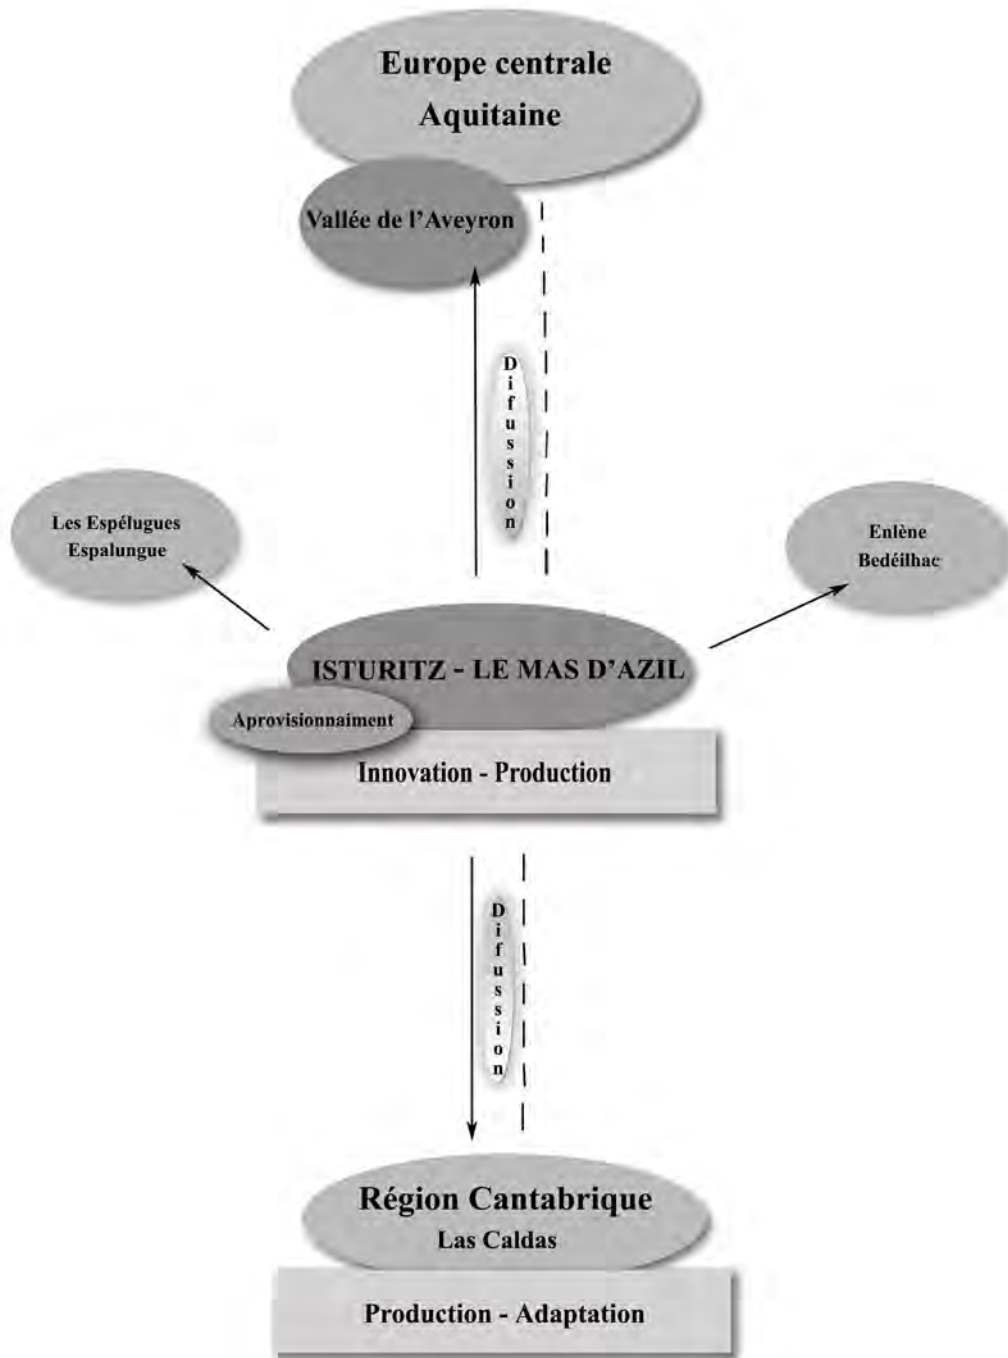 Europe centrale
Aquitaine
Vallée de l'Aveyron
Difussion
Les Espélugues
Espalungue
Enlène
Bedéilhac
ISTURITZ - LE MAS D'AZIL
Aprovisionnaiment
Innovation - Production
Difussion
Région Cantabrique
Las Caldas
Production - Adaptation